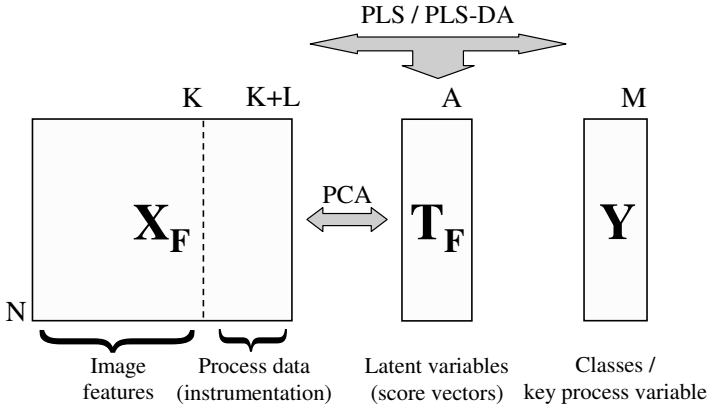 PLS / PLS-DA
K
K+L
A
M
X_F
PCA
T_F
Y
N
Image
features
Process data
(instrumentation)
Latent variables
(score vectors)
Classes /
key process variable